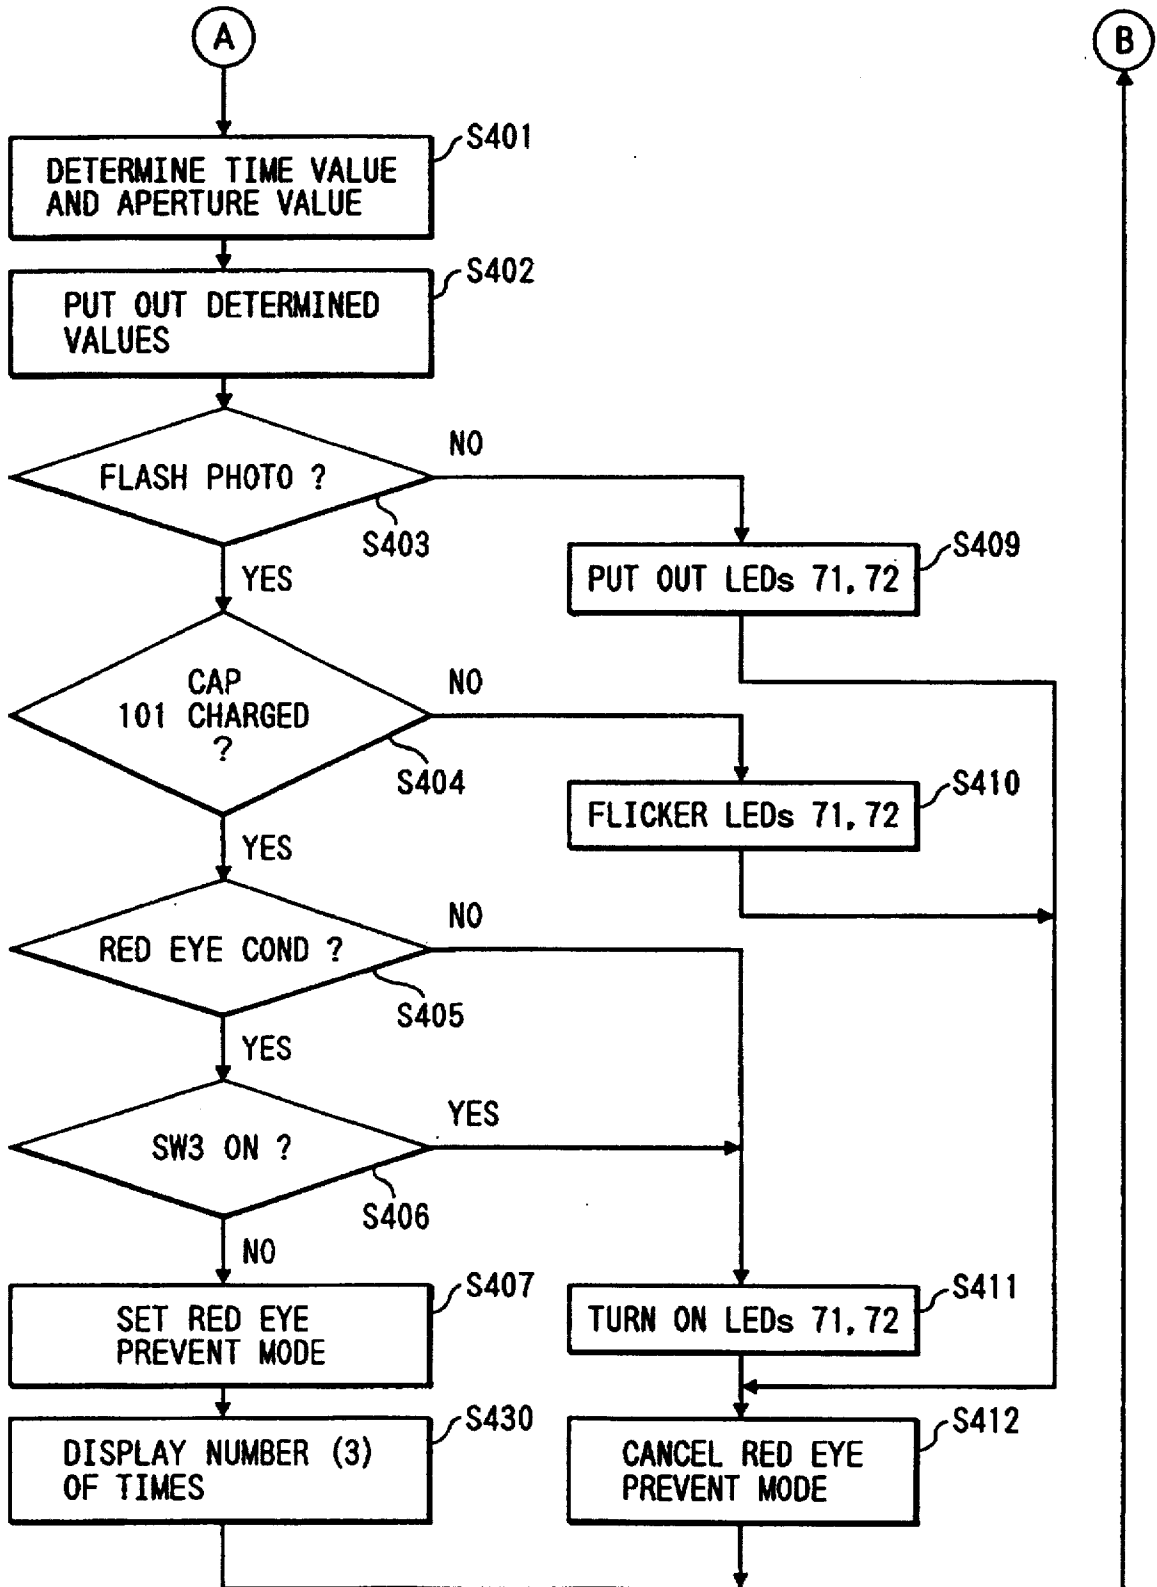 A
B
S401
DETERMINE TIME VALUE
AND APERTURE VALUE
S402
PUT OUT DETERMINED
VALUES
FLASH PHOTO ?
NO
S403
YES
S409
PUT OUT LEDs 71, 72
CAP
101 CHARGED
?
NO
S404
YES
S410
FLICKER LEDs 71, 72
RED EYE COND ?
NO
S405
YES
SW3 ON ?
YES
S406
NO
S407
SET RED EYE
PREVENT MODE
S411
TURN ON LEDs 71, 72
S430
DISPLAY NUMBER (3)
OF TIMES
S412
CANCEL RED EYE
PREVENT MODE